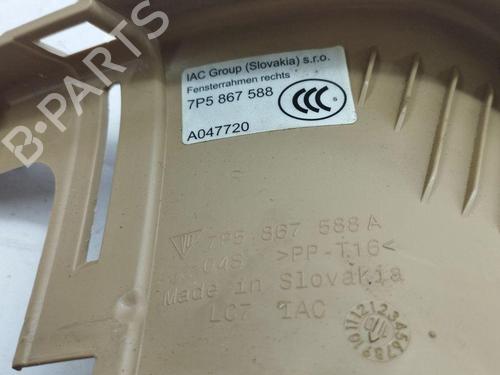 IAC Group (Slovakia) s.r.o.
Fensterrahmen rechts
7P5 867 588
CCC
A047720
7P5 867 588 A
>PP-T16<
Made in Slovakia
LC7 IAC
B-PARTS